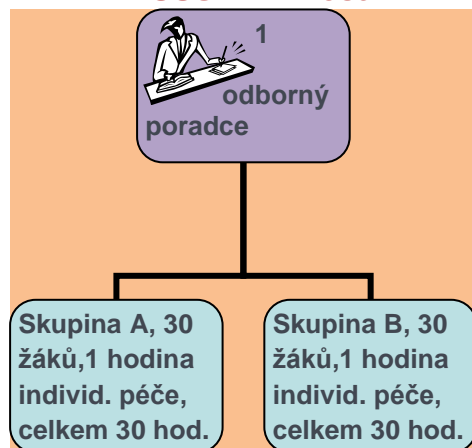 1
odborný
poradce
Skupina A, 30
žáků,1 hodina
individ. péče,
celkem 30 hod.
Skupina B, 30
žáků,1 hodina
individ. péče,
celkem 30 hod.